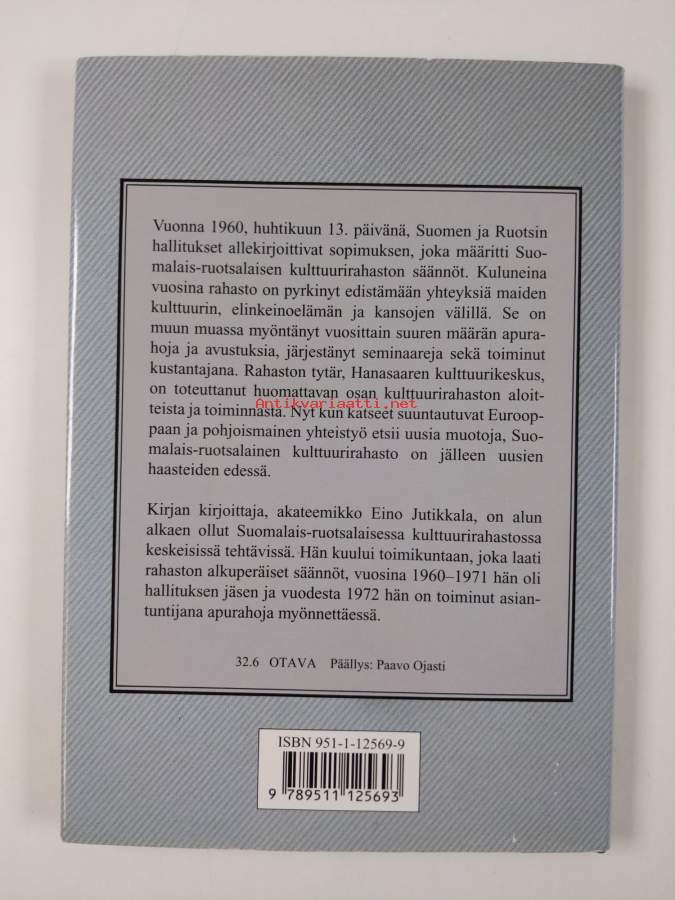 Vuonna 1960, huhtikuun 13. päivänä, Suomen ja Ruotsin
hallitukset allekirjoittivat sopimuksen, joka määritti Suo-
malais-ruotsalaisen kulttuurirahaston säännöt. Kuluneina
vuosina rahasto on pyrkinyt edistämään yhteyksiä maiden
kulttuurin, elinkeinoelämän ja kansojen välillä. Se on
muun muassa myöntänyt vuosittain suuren määrän apura-
hoja ja avustuksia, järjestänyt seminaareja sekä toiminut
kustantajana. Rahaston tytär, Hanasaaren kulttuurikeskus,
on toteuttanut huomattavan osan kulttuurirahaston aloit-
teista ja toiminnasta. Nyt kun katseet suuntautuvat Euroop-
Antikvariaatti.net
paan ja pohjoismainen yhteistyö etsii uusia muotoja, Suo-
malais-ruotsalainen kulttuurirahasto on jälleen uusien
haasteiden edessä.
Kirjan kirjoittaja, akateemikko Eino Jutikkala, on alun
alkaen ollut Suomalais-ruotsalaisessa kulttuurirahastossa
keskeisissä tehtävissä. Hän kuului toimikuntaan, joka laati
rahaston alkuperäiset säännöt, vuosina 1960–1971 hän oli
hallituksen jäsen ja vuodesta 1972 hän on toiminut asian-
tuntijana apurahoja myönnettäessä.
32.6 OTAVA Päällys: Paavo Ojasti
ISBN 951-1-12569-9
9 789511 125693